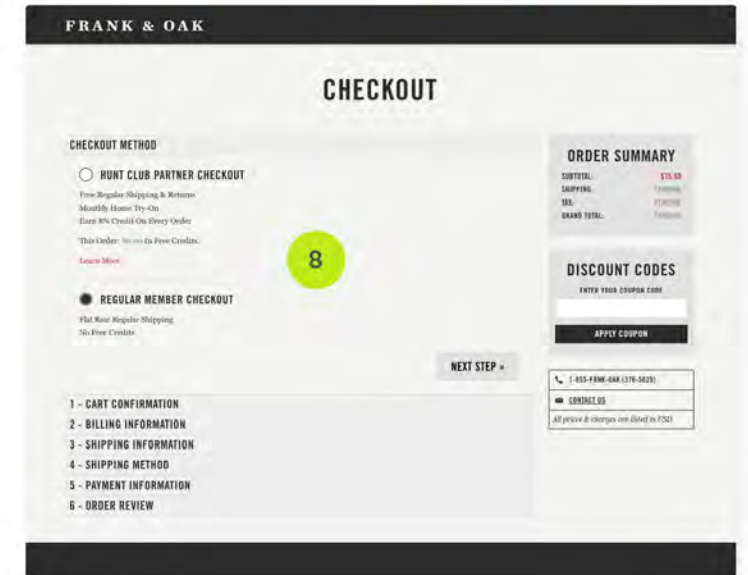 FRANK & OAK
CHECKOUT
CHECKOUT METHOD
HUNT CLUB PARTNER CHECKOUT
Free Regular Shipping & Returns
Monthly Home Try-On
Earn 8% Credit On Every Order
This Order: In Free Credits.
Learn More
8
REGULAR MEMBER CHECKOUT
Flat Rate Regular Shipping
No Free Credits
NEXT STEP »
1 - CART CONFIRMATION
2 - BILLING INFORMATION
3 - SHIPPING INFORMATION
4 - SHIPPING METHOD
5 - PAYMENT INFORMATION
6 - ORDER REVIEW
ORDER SUMMARY
SUBTOTAL:
SHIPPING:
TAX:
GRAND TOTAL:
DISCOUNT CODES
ENTER YOUR COUPON CODE
APPLY COUPON
1-855-FRNK-OAK (376-5625)
CONTACT US
All prices & charges are listed in USD